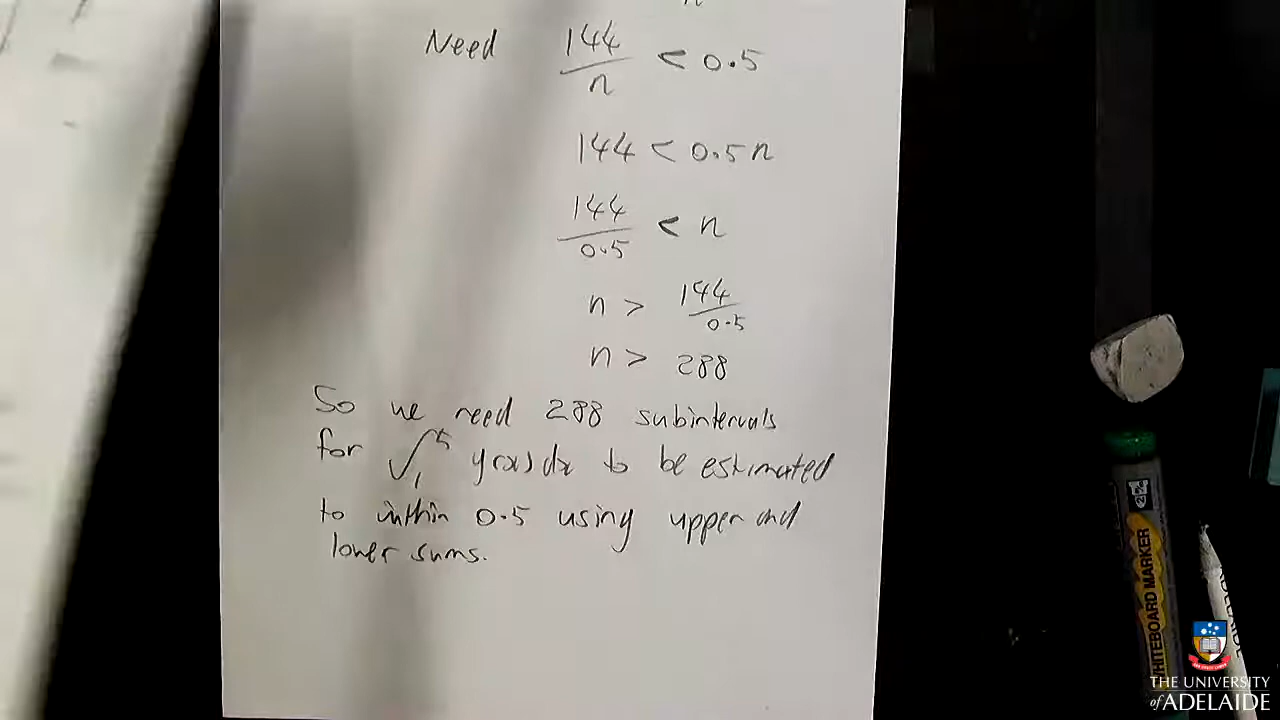 Need 144/n < 0.5
144 < 0.5n
144/0.5 < n
n > 144/0.5
n > 288
So we need 288 subintervals
for ∫₁⁵ y(x) dx to be estimated
to within 0.5 using upper and
lower sums.
WHITEBOARD MARKER
THE UNIVERSITY
of ADELAIDE